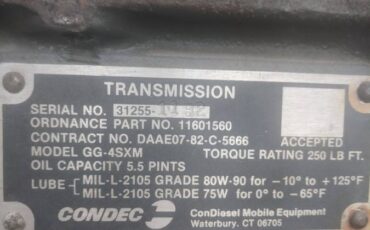 TRANSMISSION
SERIAL NO. 31255-
ORDNANCE PART NO. 11601560
CONTRACT NO. DAAE07-82-C-5666 ACCEPTED
MODEL GG-4SXM TORQUE RATING 250 LB FT.
OIL CAPACITY 5.5 PINTS
LUBE MIL-L-2105 GRADE 80W-90 for -10° to +125°F
MIL-L-2105 GRADE 75W for 0° to -65°F
CONDEC ConDiesel Mobile Equipment
Waterbury, CT 06705